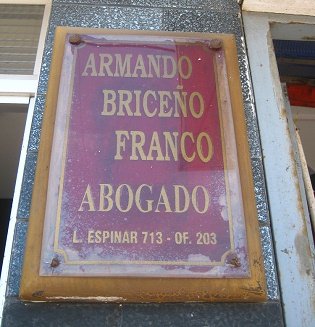 ARMANDO
BRICEÑO
FRANCO
ABOGADO
L. ESPINAR 713 - OF. 203